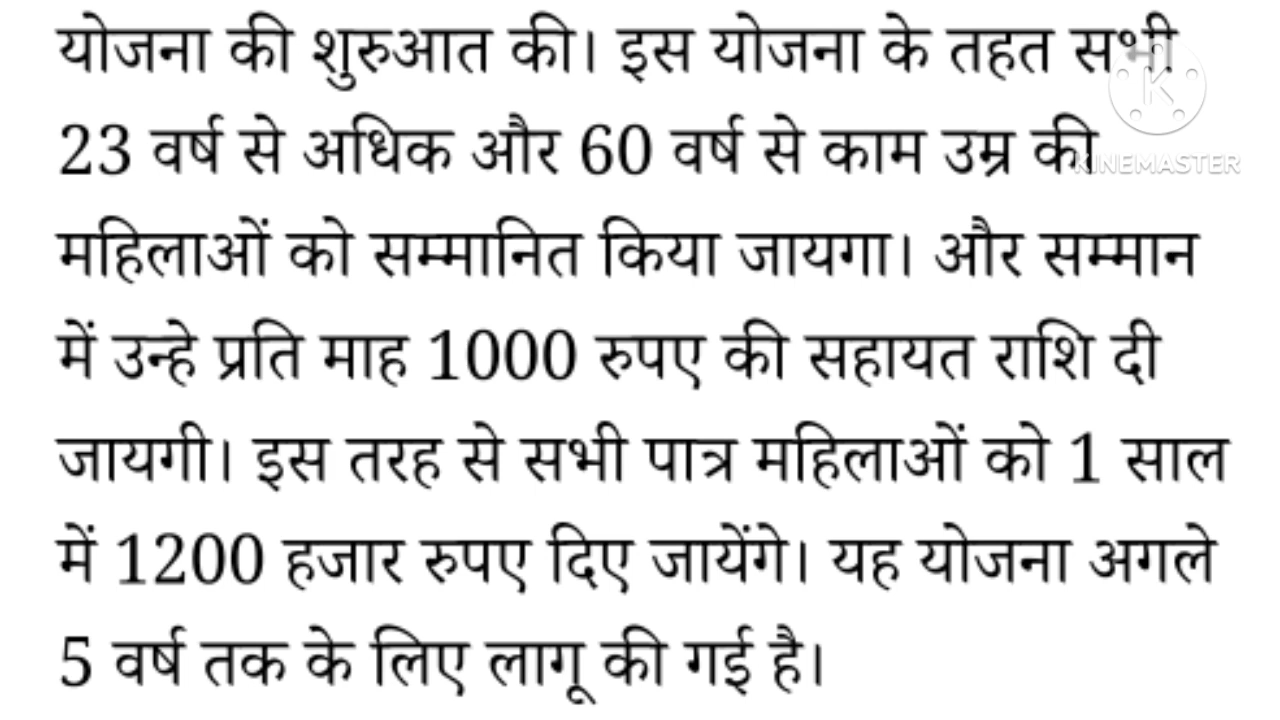 योजना की शुरुआत की। इस योजना के तहत सभी
23 वर्ष से अधिक और 60 वर्ष से काम उम्र की
KINEMASTER
महिलाओं को सम्मानित किया जायगा। और सम्मान
में उन्हे प्रति माह 1000 रुपए की सहायत राशि दी
जायगी। इस तरह से सभी पात्र महिलाओं को 1 साल
में 1200 हजार रुपए दिए जायेंगे। यह योजना अगले
5 वर्ष तक के लिए लागू की गई है।